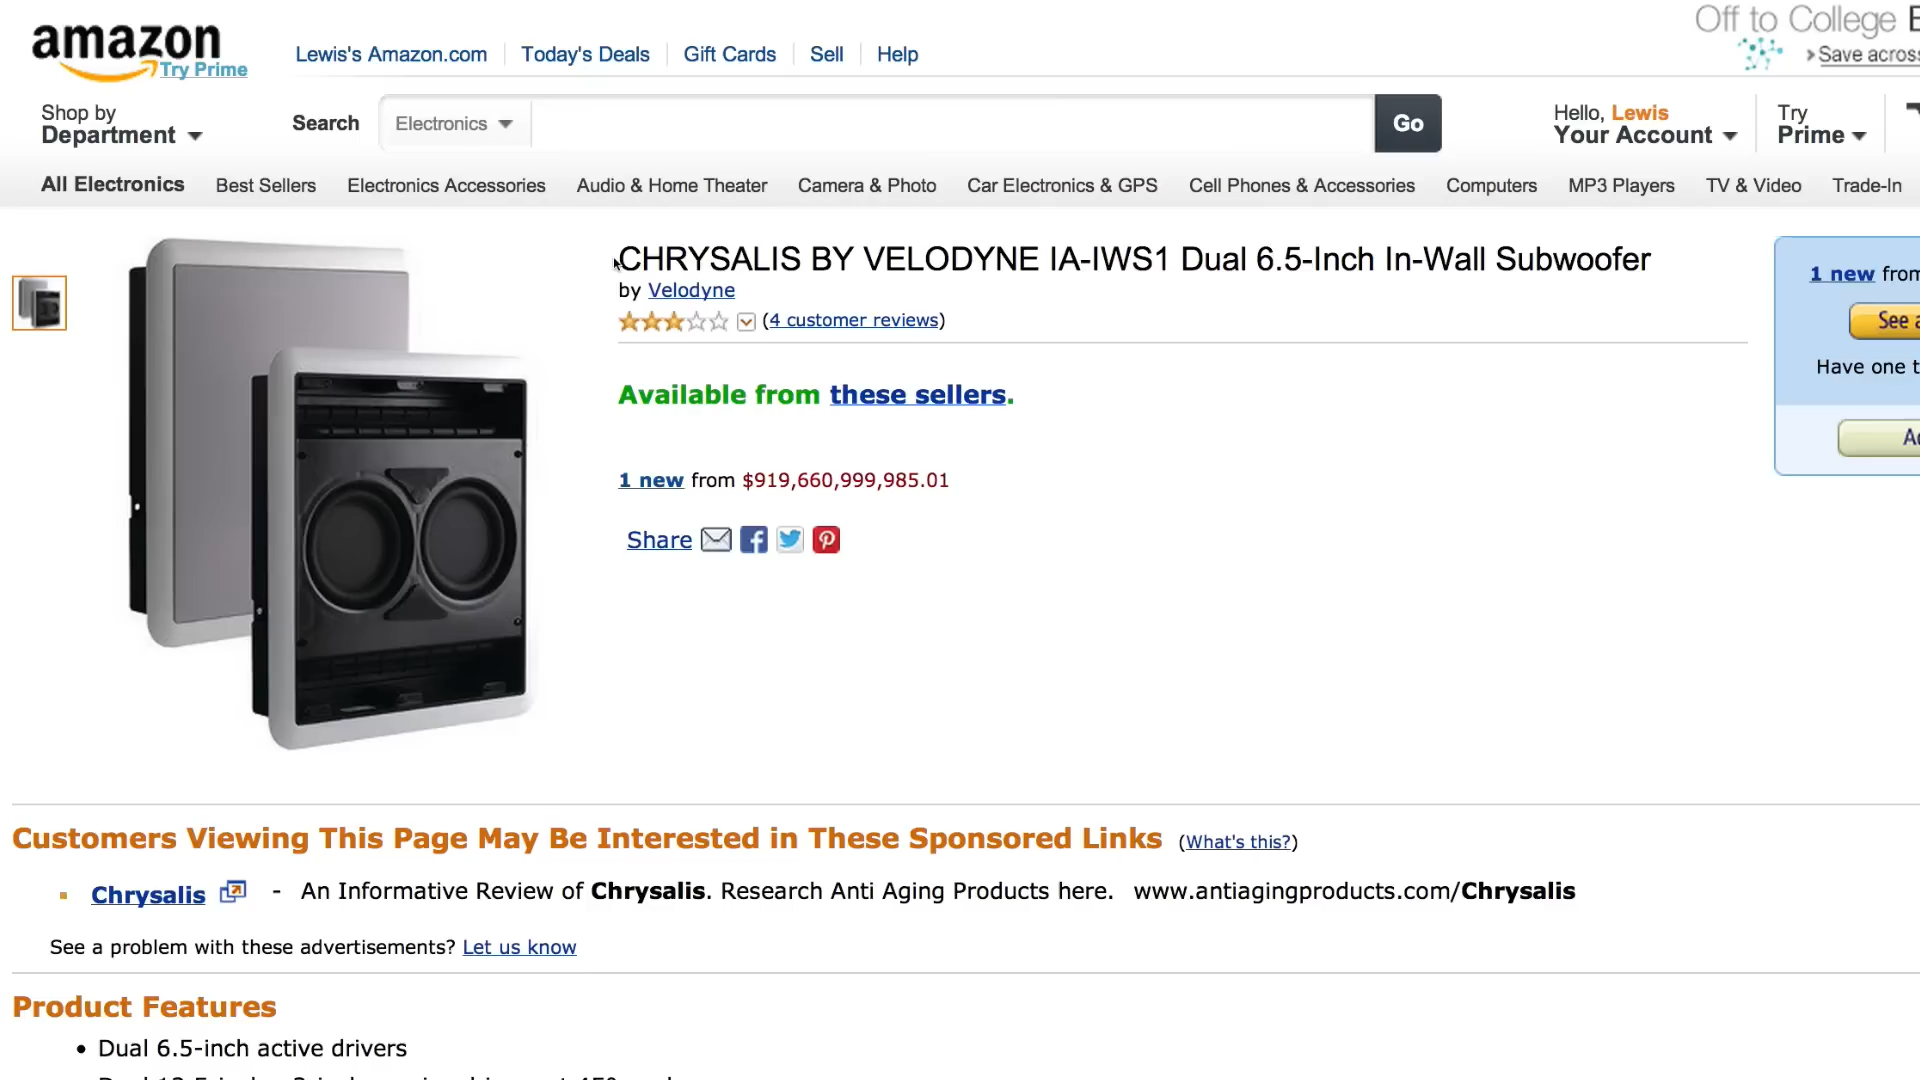 amazon
Try Prime
Lewis's Amazon.com Today's Deals Gift Cards Sell Help
Off to College
Save across
Shop by
Department
Search Electronics Go
Hello, Lewis
Your Account
Try
Prime
All Electronics Best Sellers Electronics Accessories Audio & Home Theater Camera & Photo Car Electronics & GPS Cell Phones & Accessories Computers MP3 Players TV & Video Trade-In
CHRYSALIS BY VELODYNE IA-IWS1 Dual 6.5-Inch In-Wall Subwoofer
by Velodyne
(4 customer reviews)
Available from these sellers.
1 new from $919,660,999,985.01
Share
1 new from
See a
Have one t
Customers Viewing This Page May Be Interested in These Sponsored Links (What's this?)
Chrysalis - An Informative Review of Chrysalis. Research Anti Aging Products here. www.antiagingproducts.com/Chrysalis
See a problem with these advertisements? Let us know
Product Features
• Dual 6.5-inch active drivers